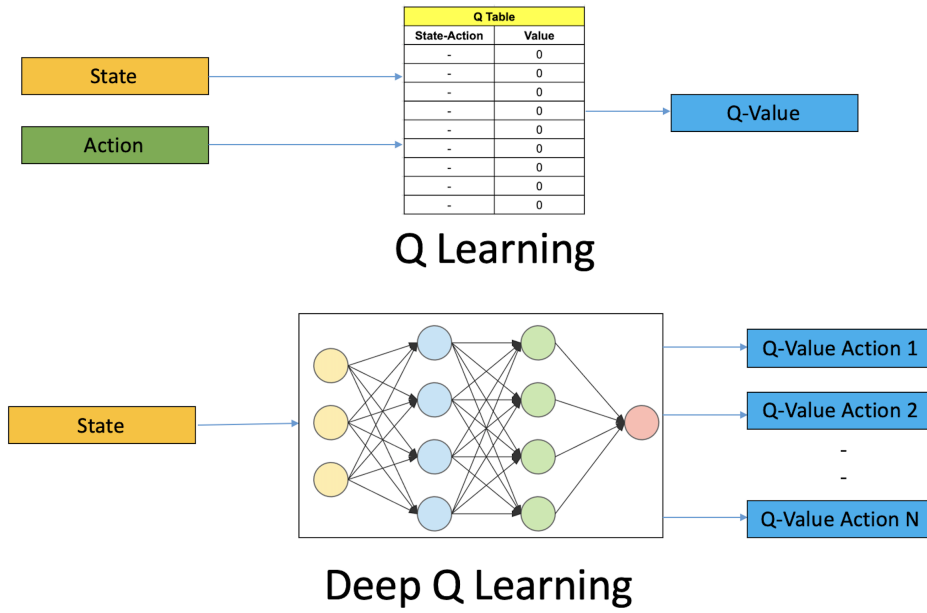 Q Table
State-Action Value
- 0
- 0
- 0
- 0
- 0
- 0
- 0
- 0
- 0
State
Action
Q-Value
Q Learning
State
Q-Value Action 1
Q-Value Action 2
-
-
Q-Value Action N
Deep Q Learning